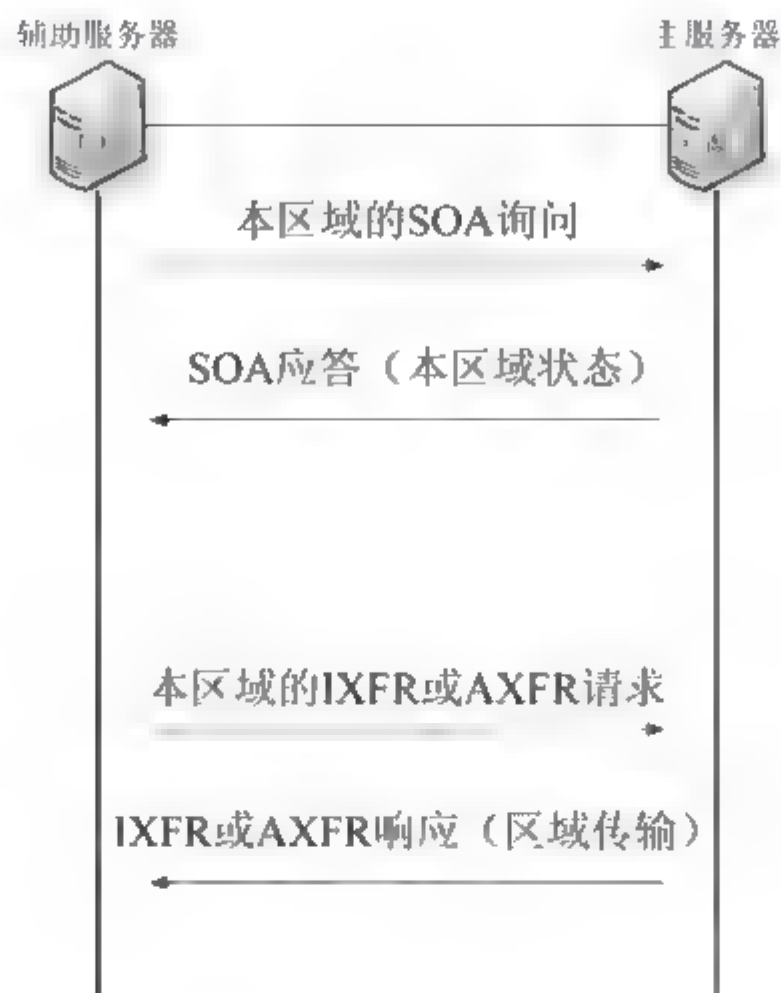 辅助服务器
主服务器
本区域的SOA询问
SOA应答（本区域状态）
本区域的IXFR或AXFR请求
IXFR或AXFR响应（区域传输）